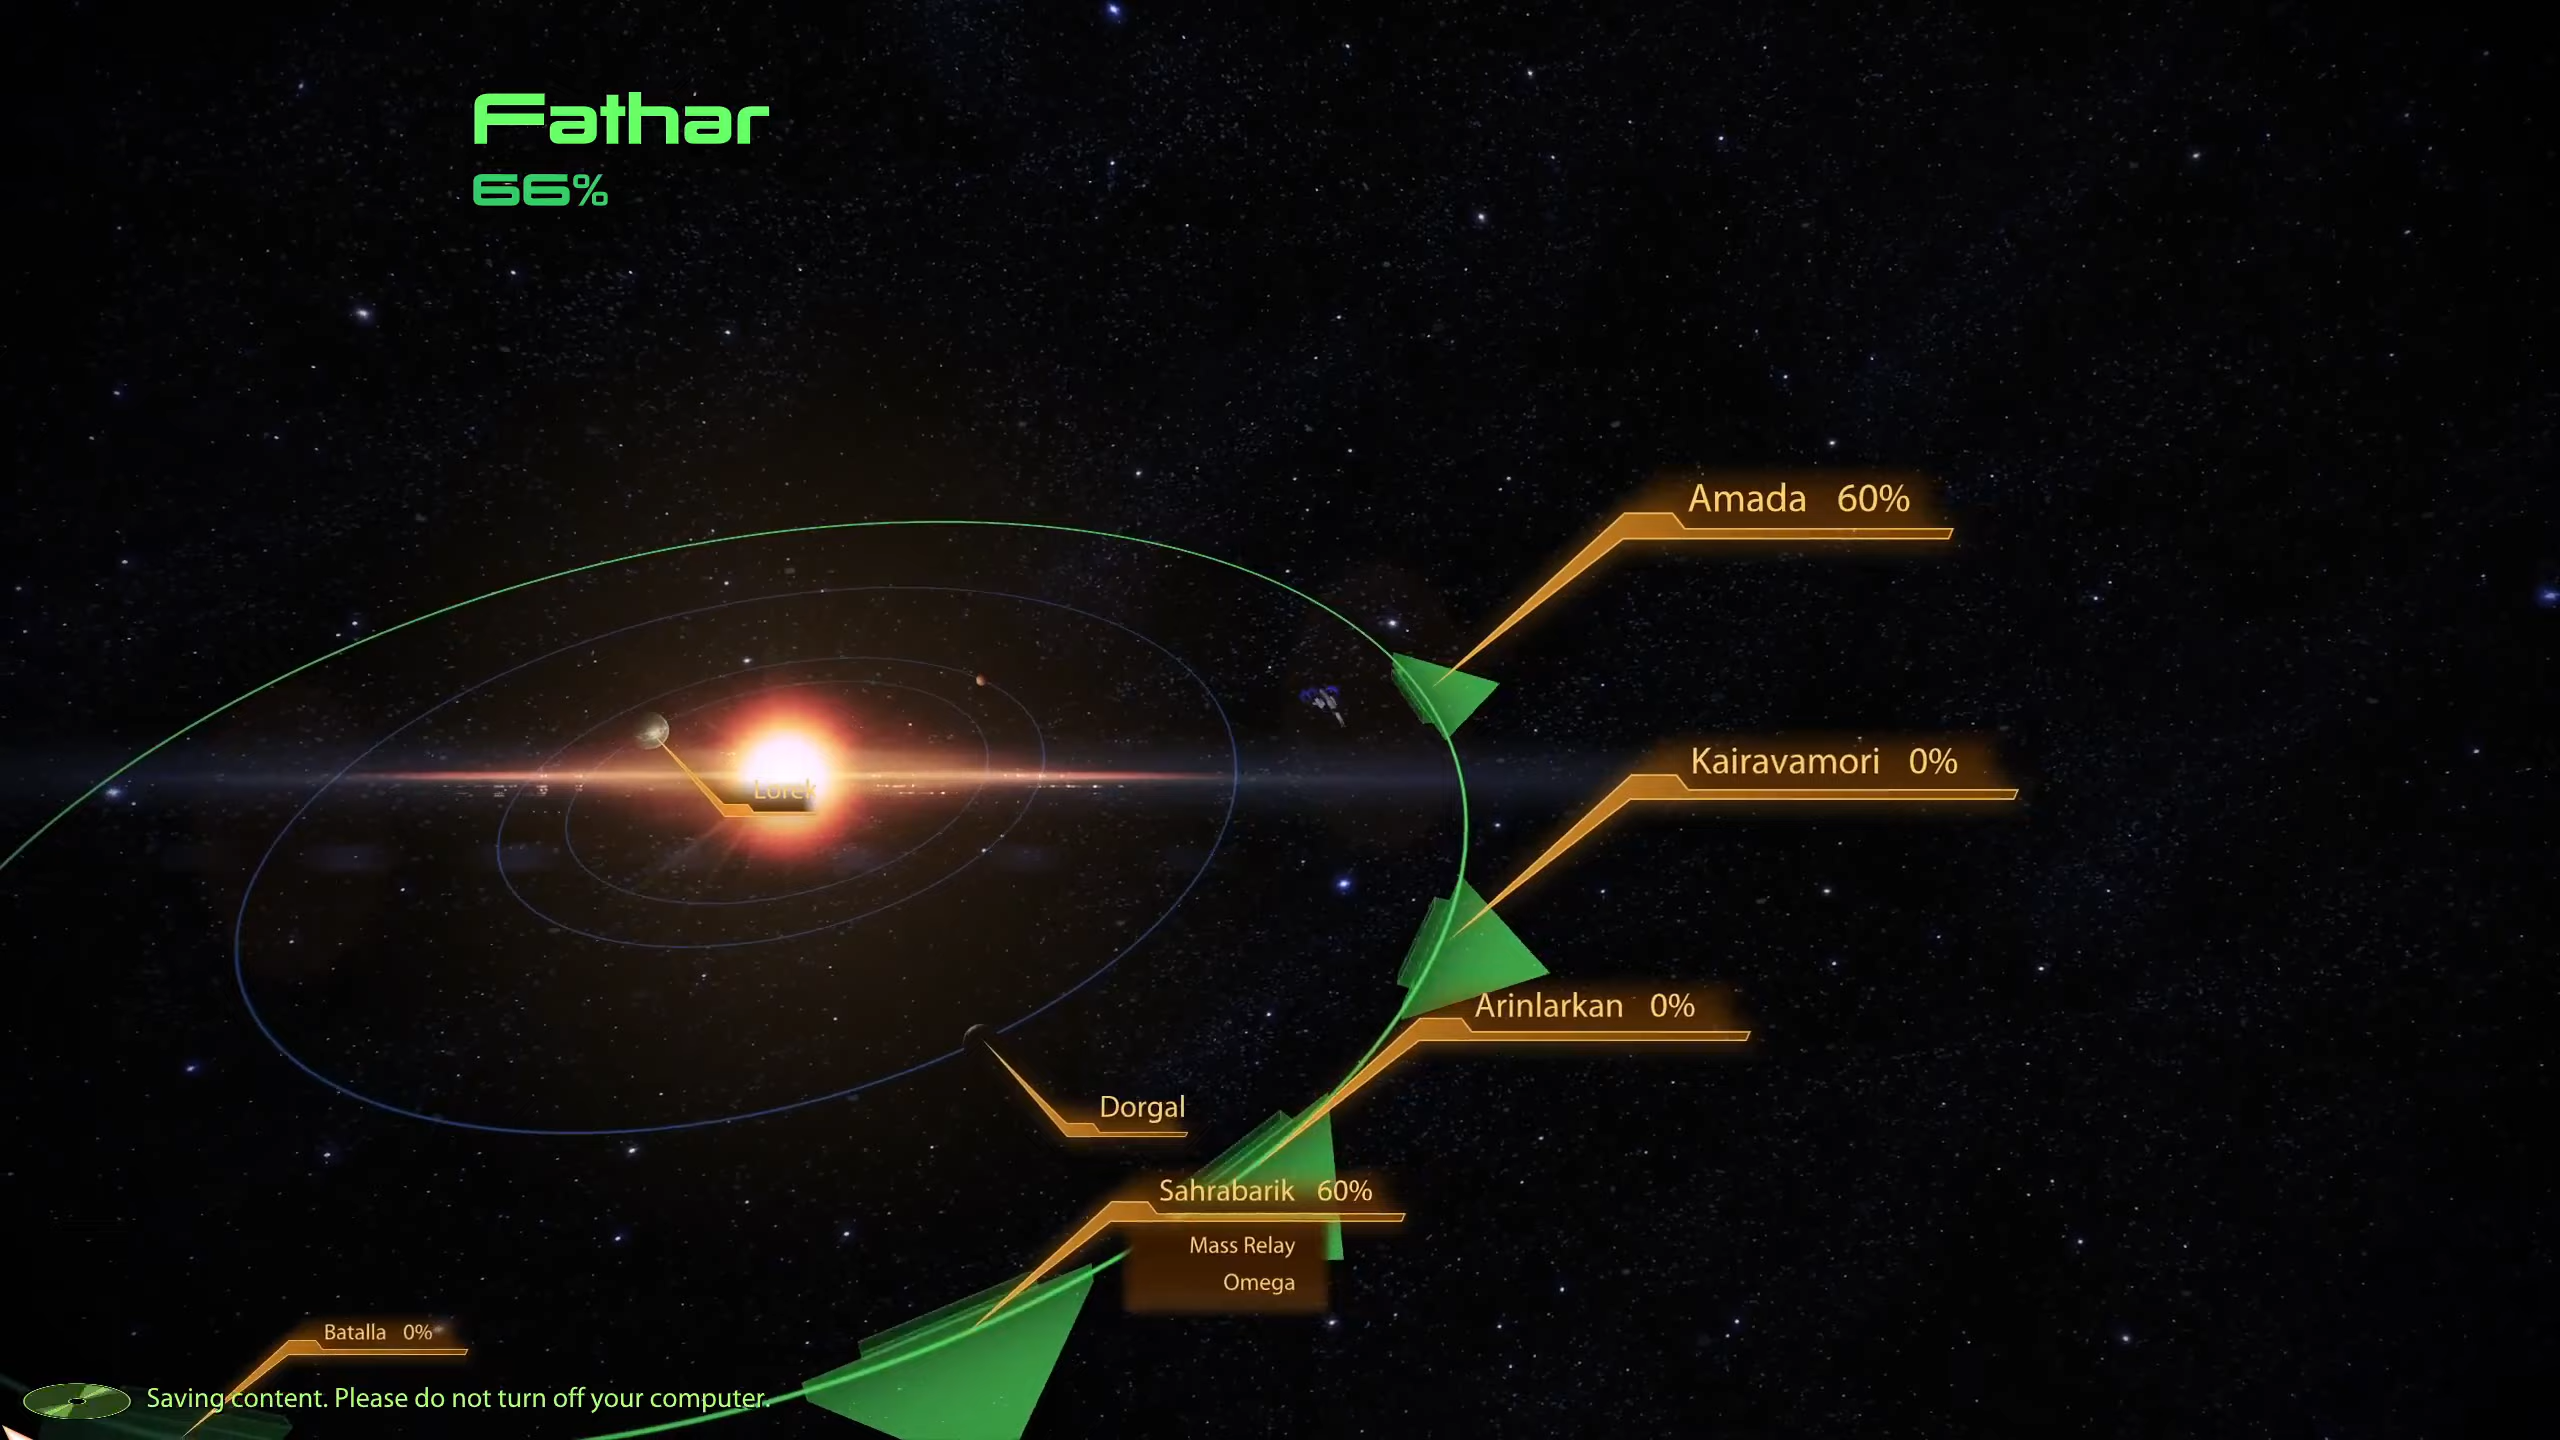 Fathar
66%
Amada 60%
Kairavamori 0%
Lorek
Arinlarkan 0%
Dorgal
Sahrabarik 60%
Mass Relay
Omega
Batalla 0%
Saving content. Please do not turn off your computer.